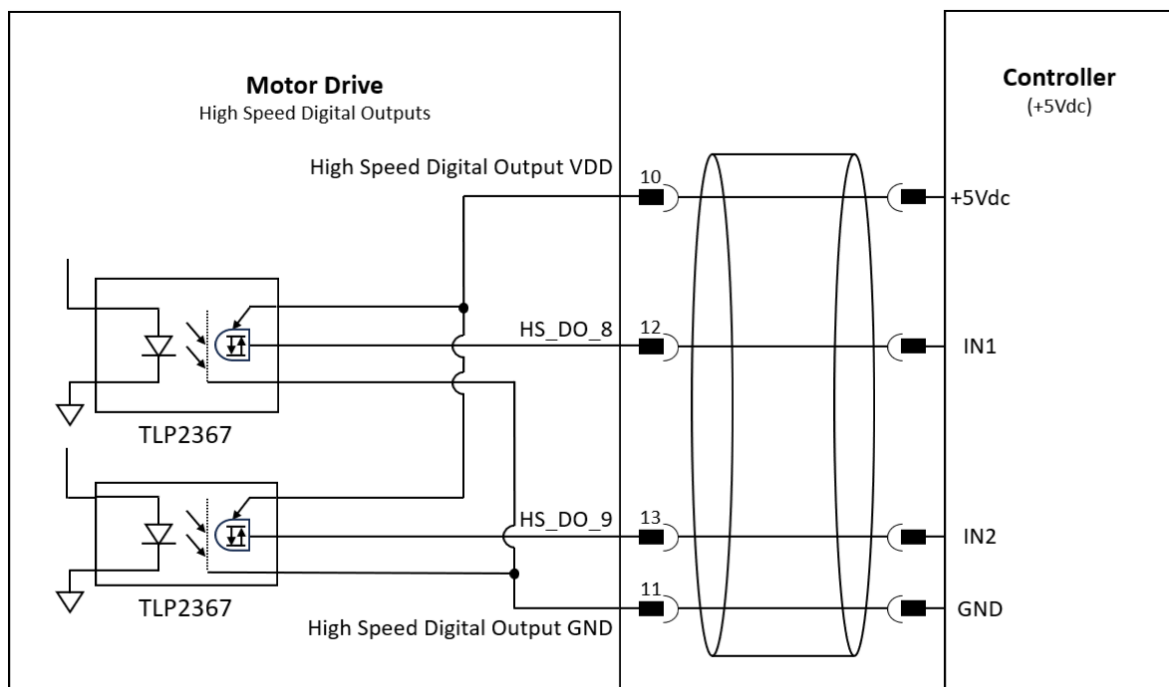 Motor Drive
High Speed Digital Outputs
Controller
(+5Vdc)
High Speed Digital Output VDD
10
+5Vdc
HS_DO_8
12
IN1
TLP2367
HS_DO_9
13
IN2
TLP2367
11
High Speed Digital Output GND
GND